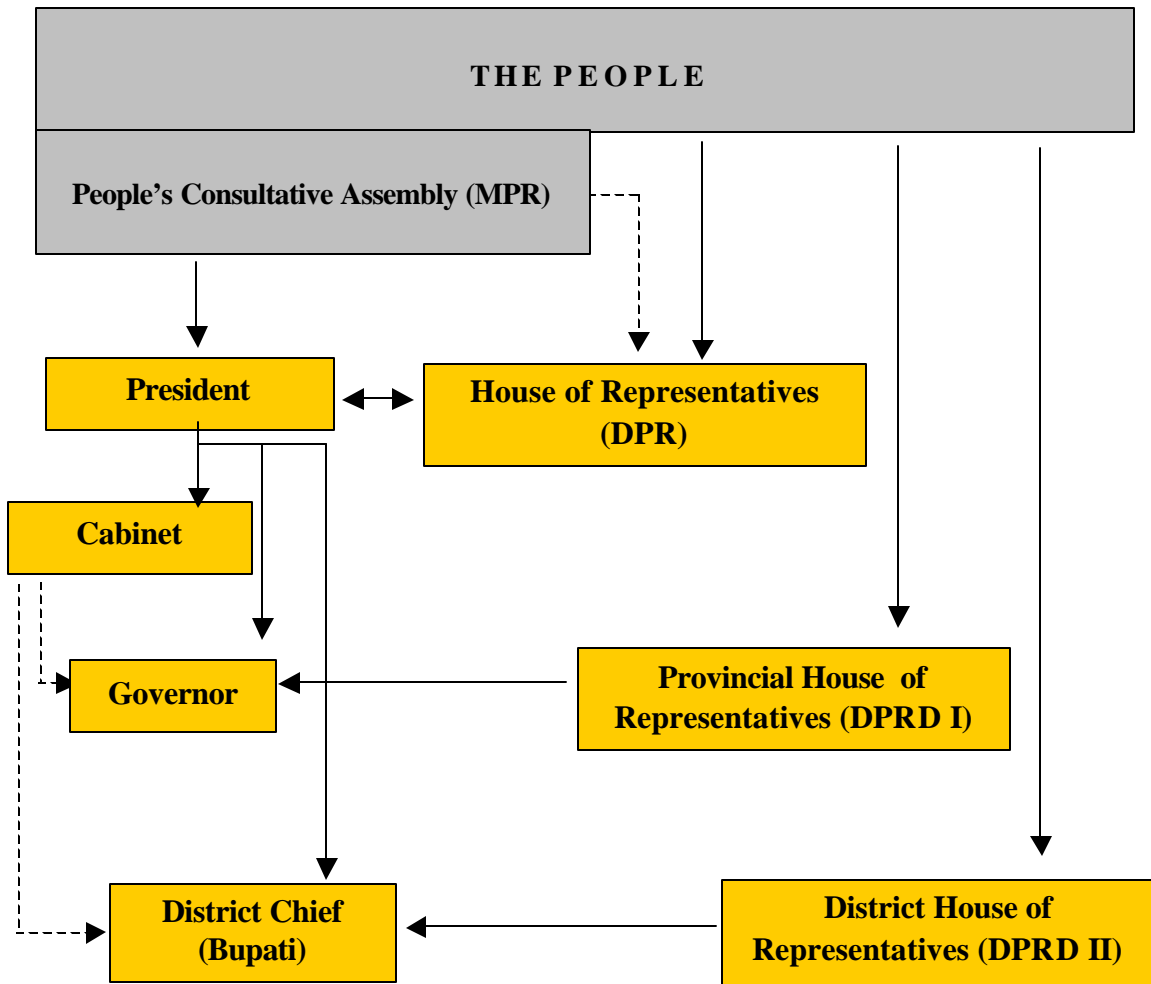 THE PEOPLE
People’s Consultative Assembly (MPR)
President
House of Representatives
(DPR)
Cabinet
Governor
Provincial House of
Representatives (DPRD I)
District Chief
(Bupati)
District House of
Representatives (DPRD II)